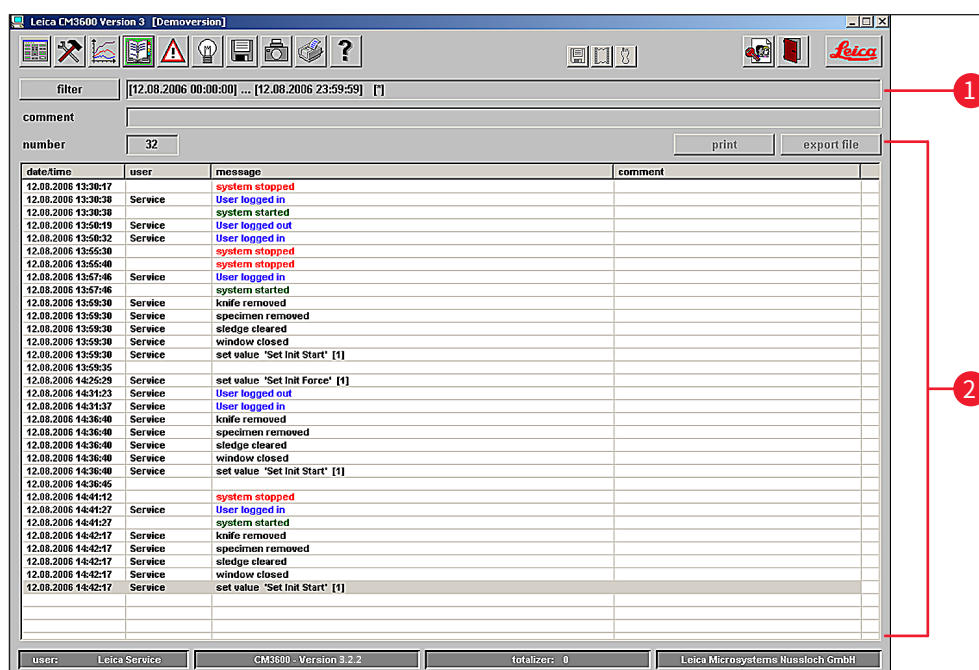 Leica CM3600 Version 3 [Demoversion]
Leica
filter [12.08.2006 00:00:00] ... [12.08.2006 23:59:59] [*]
1
comment
number 32 print export file
date/time user message comment
12.08.2006 13:30:17 system stopped
12.08.2006 13:30:38 Service User logged in
12.08.2006 13:30:38 system started
12.08.2006 13:50:19 Service User logged out
12.08.2006 13:50:32 Service User logged in
12.08.2006 13:55:30 system stopped
12.08.2006 13:55:40 system stopped
12.08.2006 13:57:46 Service User logged in
12.08.2006 13:57:46 system started
12.08.2006 13:59:30 Service knife removed
12.08.2006 13:59:30 Service specimen removed
12.08.2006 13:59:30 Service sledge cleared
12.08.2006 13:59:30 Service window closed
12.08.2006 13:59:30 Service set value 'Set Init Start' [1]
12.08.2006 13:59:35
12.08.2006 14:25:29 Service set value 'Set Init Force' [1]
12.08.2006 14:31:23 Service User logged out
2
12.08.2006 14:31:37 Service User logged in
12.08.2006 14:36:40 Service knife removed
12.08.2006 14:36:40 Service specimen removed
12.08.2006 14:36:40 Service sledge cleared
12.08.2006 14:36:40 Service window closed
12.08.2006 14:36:40 Service set value 'Set Init Start' [1]
12.08.2006 14:36:45
12.08.2006 14:41:12 system stopped
12.08.2006 14:41:27 Service User logged in
12.08.2006 14:41:27 system started
12.08.2006 14:42:17 Service knife removed
12.08.2006 14:42:17 Service specimen removed
12.08.2006 14:42:17 Service sledge cleared
12.08.2006 14:42:17 Service window closed
12.08.2006 14:42:17 Service set value 'Set Init Start' [1]
user: Leica Service CM3600 - Version 3.2.2 totalizer: 0 Leica Microsystems Nussloch GmbH